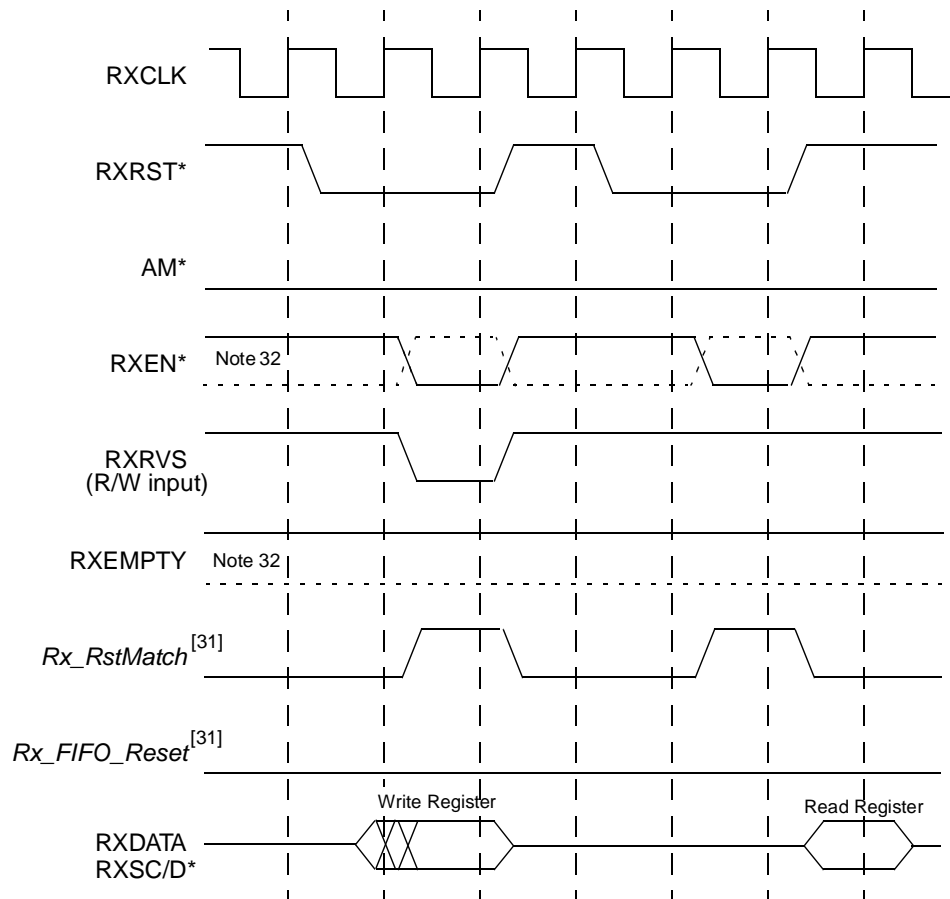 RXCLK
RXRST*
AM*
RXEN*
Note 32
RXRVS
(R/W input)
RXEMPTY
Note 32
Rx_RstMatch[31]
Rx_FIFO_Reset[31]
Write Register
Read Register
RXDATA
RXSC/D*